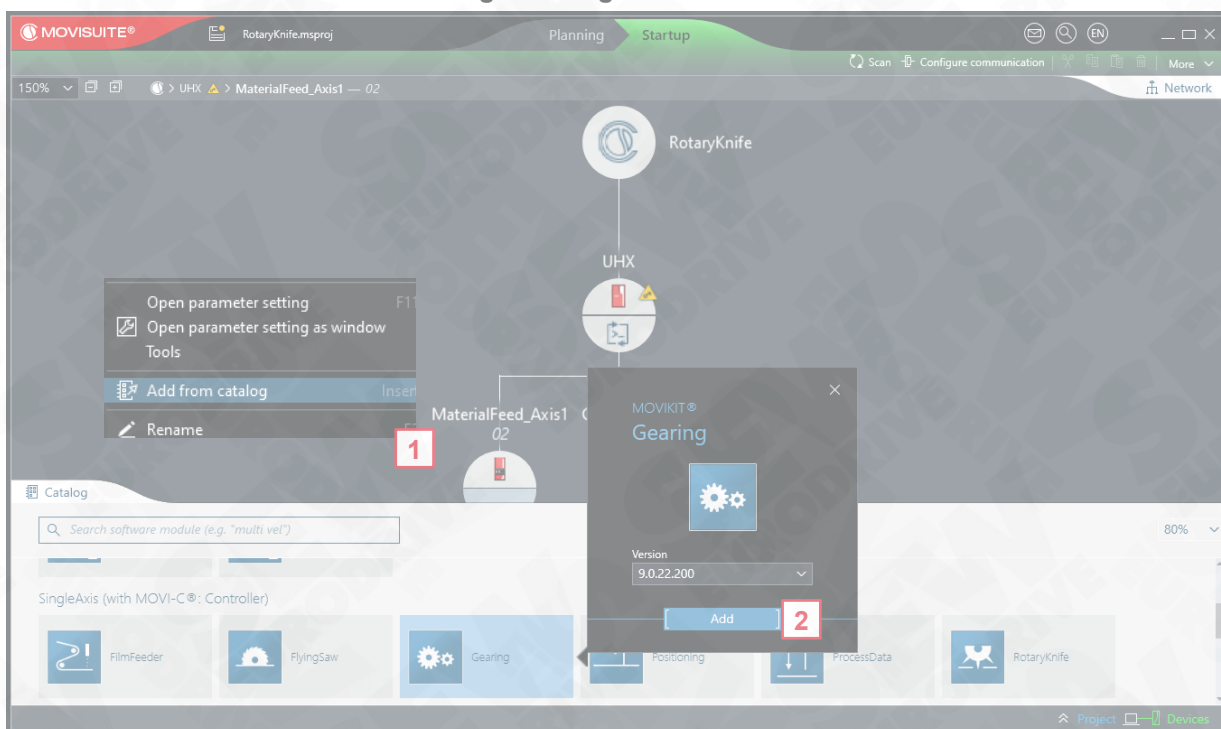 MOVISUITE® RotaryKnife.msproj Planning Startup EN
Scan Configure communication More
150% UHX > MaterialFeed_Axis1 — 02 Network
RotaryKnife
UHX
Open parameter setting F11
Open parameter setting as window
Tools
Add from catalog Insert
Rename
1
MaterialFeed_Axis1
02
MOVIKIT®
Gearing
Version
9.0.22.200
Add
2
Catalog
Search software module (e.g. "multi vel")
80%
SingleAxis (with MOVI-C®: Controller)
FilmFeeder FlyingSaw Gearing Positioning ProcessData RotaryKnife
Project Devices